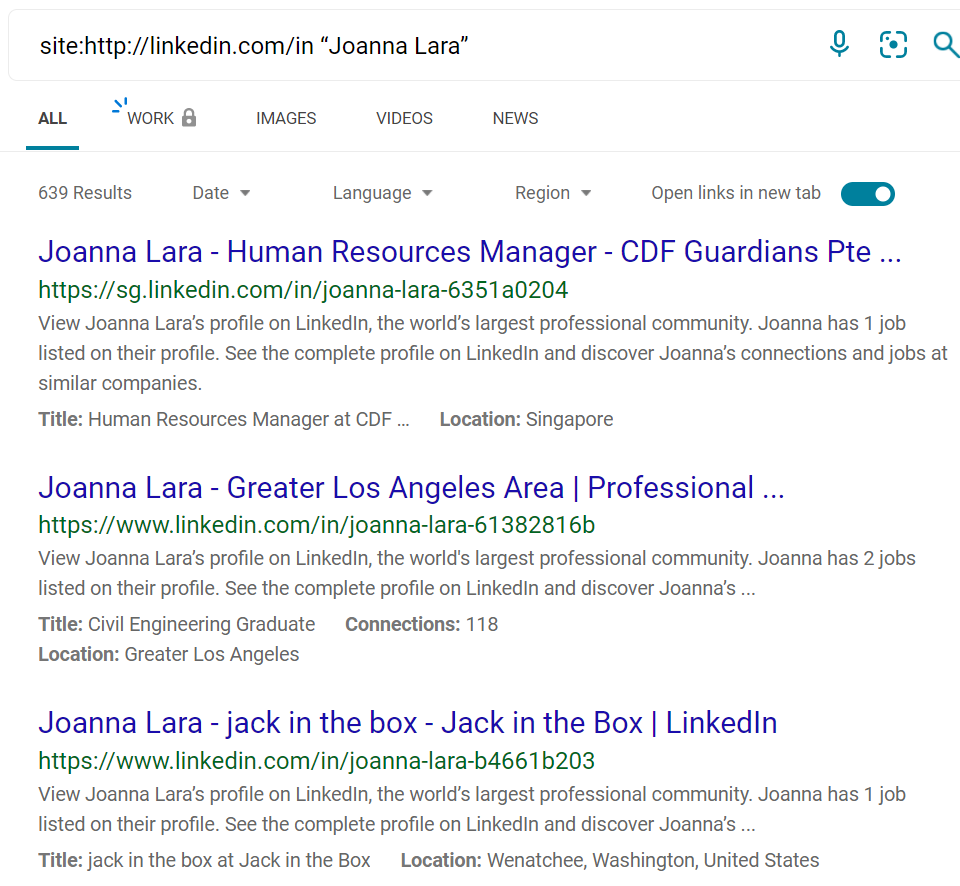 site:http://linkedin.com/in “Joanna Lara”
ALL WORK IMAGES VIDEOS NEWS
639 Results Date Language Region Open links in new tab
Joanna Lara - Human Resources Manager - CDF Guardians Pte ...
https://sg.linkedin.com/in/joanna-lara-6351a0204
View Joanna Lara’s profile on LinkedIn, the world’s largest professional community. Joanna has 1 job
listed on their profile. See the complete profile on LinkedIn and discover Joanna’s connections and jobs at
similar companies.
Title: Human Resources Manager at CDF ... Location: Singapore
Joanna Lara - Greater Los Angeles Area | Professional ...
https://www.linkedin.com/in/joanna-lara-61382816b
View Joanna Lara’s profile on LinkedIn, the world's largest professional community. Joanna has 2 jobs
listed on their profile. See the complete profile on LinkedIn and discover Joanna’s ...
Title: Civil Engineering Graduate Connections: 118
Location: Greater Los Angeles
Joanna Lara - jack in the box - Jack in the Box | LinkedIn
https://www.linkedin.com/in/joanna-lara-b4661b203
View Joanna Lara’s profile on LinkedIn, the world’s largest professional community. Joanna has 1 job
listed on their profile. See the complete profile on LinkedIn and discover Joanna’s ...
Title: jack in the box at Jack in the Box Location: Wenatchee, Washington, United States